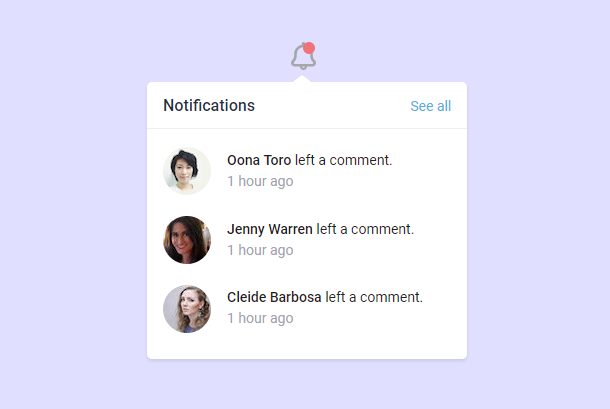 Notifications
See all
Oona Toro left a comment.
1 hour ago
Jenny Warren left a comment.
1 hour ago
Cleide Barbosa left a comment.
1 hour ago